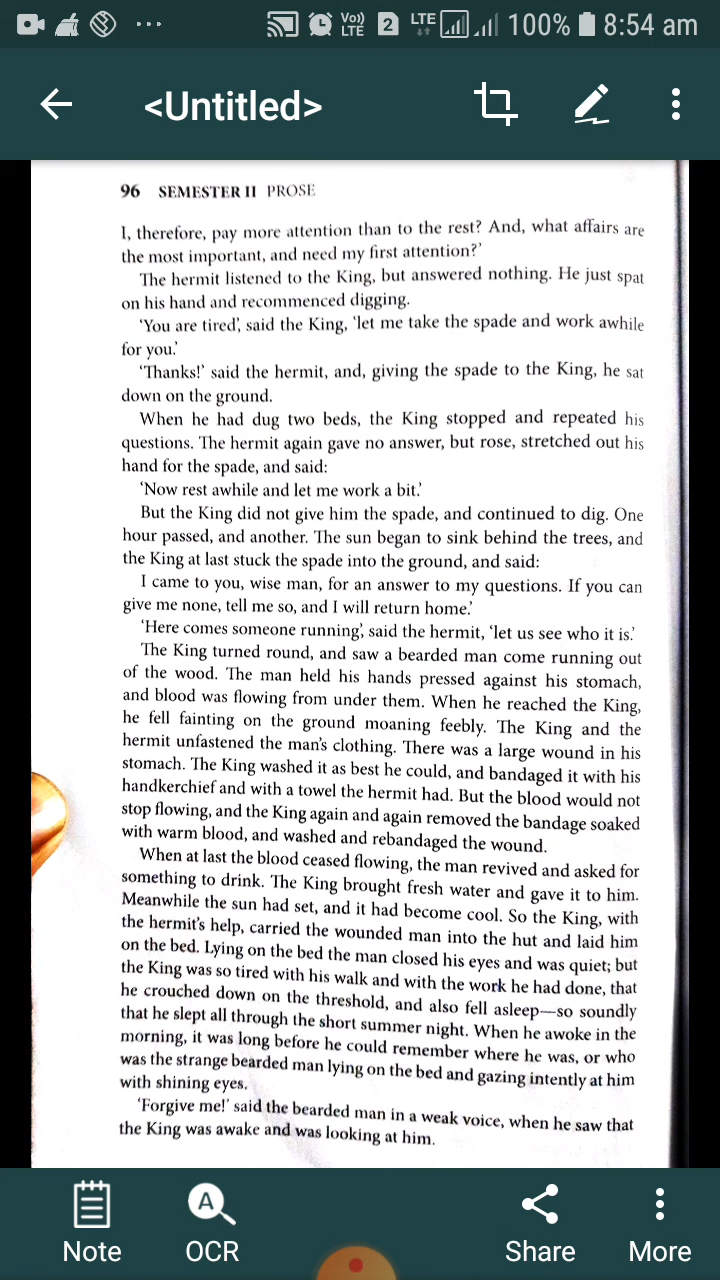 Vo)) LTE 2 LTE 100% 8:54 am
<Untitled>
96 SEMESTER II PROSE
I, therefore, pay more attention than to the rest? And, what affairs are
the most important, and need my first attention?'
The hermit listened to the King, but answered nothing. He just spat
on his hand and recommenced digging.
'You are tired', said the King, 'let me take the spade and work awhile
for you.'
'Thanks!' said the hermit, and, giving the spade to the King, he sat
down on the ground.
When he had dug two beds, the King stopped and repeated his
questions. The hermit again gave no answer, but rose, stretched out his
hand for the spade, and said:
'Now rest awhile and let me work a bit.'
But the King did not give him the spade, and continued to dig. One
hour passed, and another. The sun began to sink behind the trees, and
the King at last stuck the spade into the ground, and said:
I came to you, wise man, for an answer to my questions. If you can
give me none, tell me so, and I will return home.'
'Here comes someone running', said the hermit, 'let us see who it is.'
The King turned round, and saw a bearded man come running out
of the wood. The man held his hands pressed against his stomach,
and blood was flowing from under them. When he reached the King,
he fell fainting on the ground moaning feebly. The King and the
hermit unfastened the man's clothing. There was a large wound in his
stomach. The King washed it as best he could, and bandaged it with his
handkerchief and with a towel the hermit had. But the blood would not
stop flowing, and the King again and again removed the bandage soaked
with warm blood, and washed and rebandaged the wound.
When at last the blood ceased flowing, the man revived and asked for
something to drink. The King brought fresh water and gave it to him.
Meanwhile the sun had set, and it had become cool. So the King, with
the hermit's help, carried the wounded man into the hut and laid him
on the bed. Lying on the bed the man closed his eyes and was quiet; but
the King was so tired with his walk and with the work he had done, that
he crouched down on the threshold, and also fell asleep—so soundly
that he slept all through the short summer night. When he awoke in the
morning, it was long before he could remember where he was, or who
was the strange bearded man lying on the bed and gazing intently at him
with shining eyes.
'Forgive me!' said the bearded man in a weak voice, when he saw that
the King was awake and was looking at him.
A
Note OCR Share More